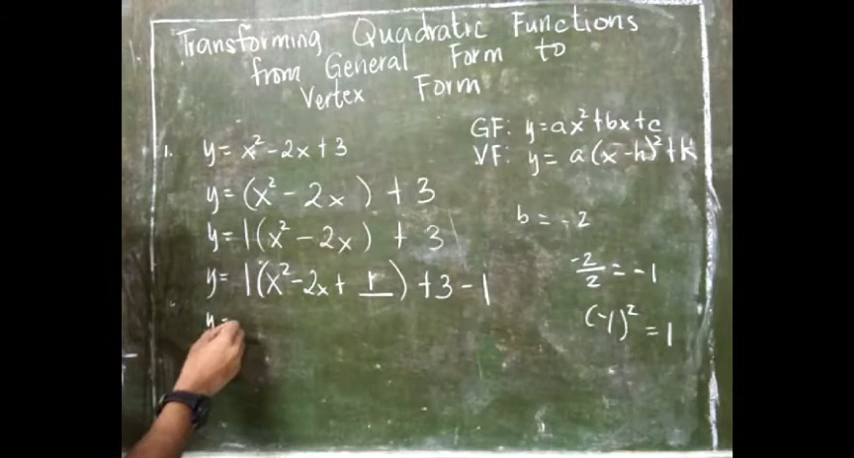 Transforming Quadratic Functions
from General Form to
Vertex Form
GF: y = ax² + bx + c
VF: y = a(x - h)² + k
1. y = x² - 2x + 3
y = (x² - 2x ) + 3
y = 1(x² - 2x ) + 3
y = 1(x² - 2x + 1) + 3 - 1
y =
b = -2
-2/2 = -1
(-1)² = 1